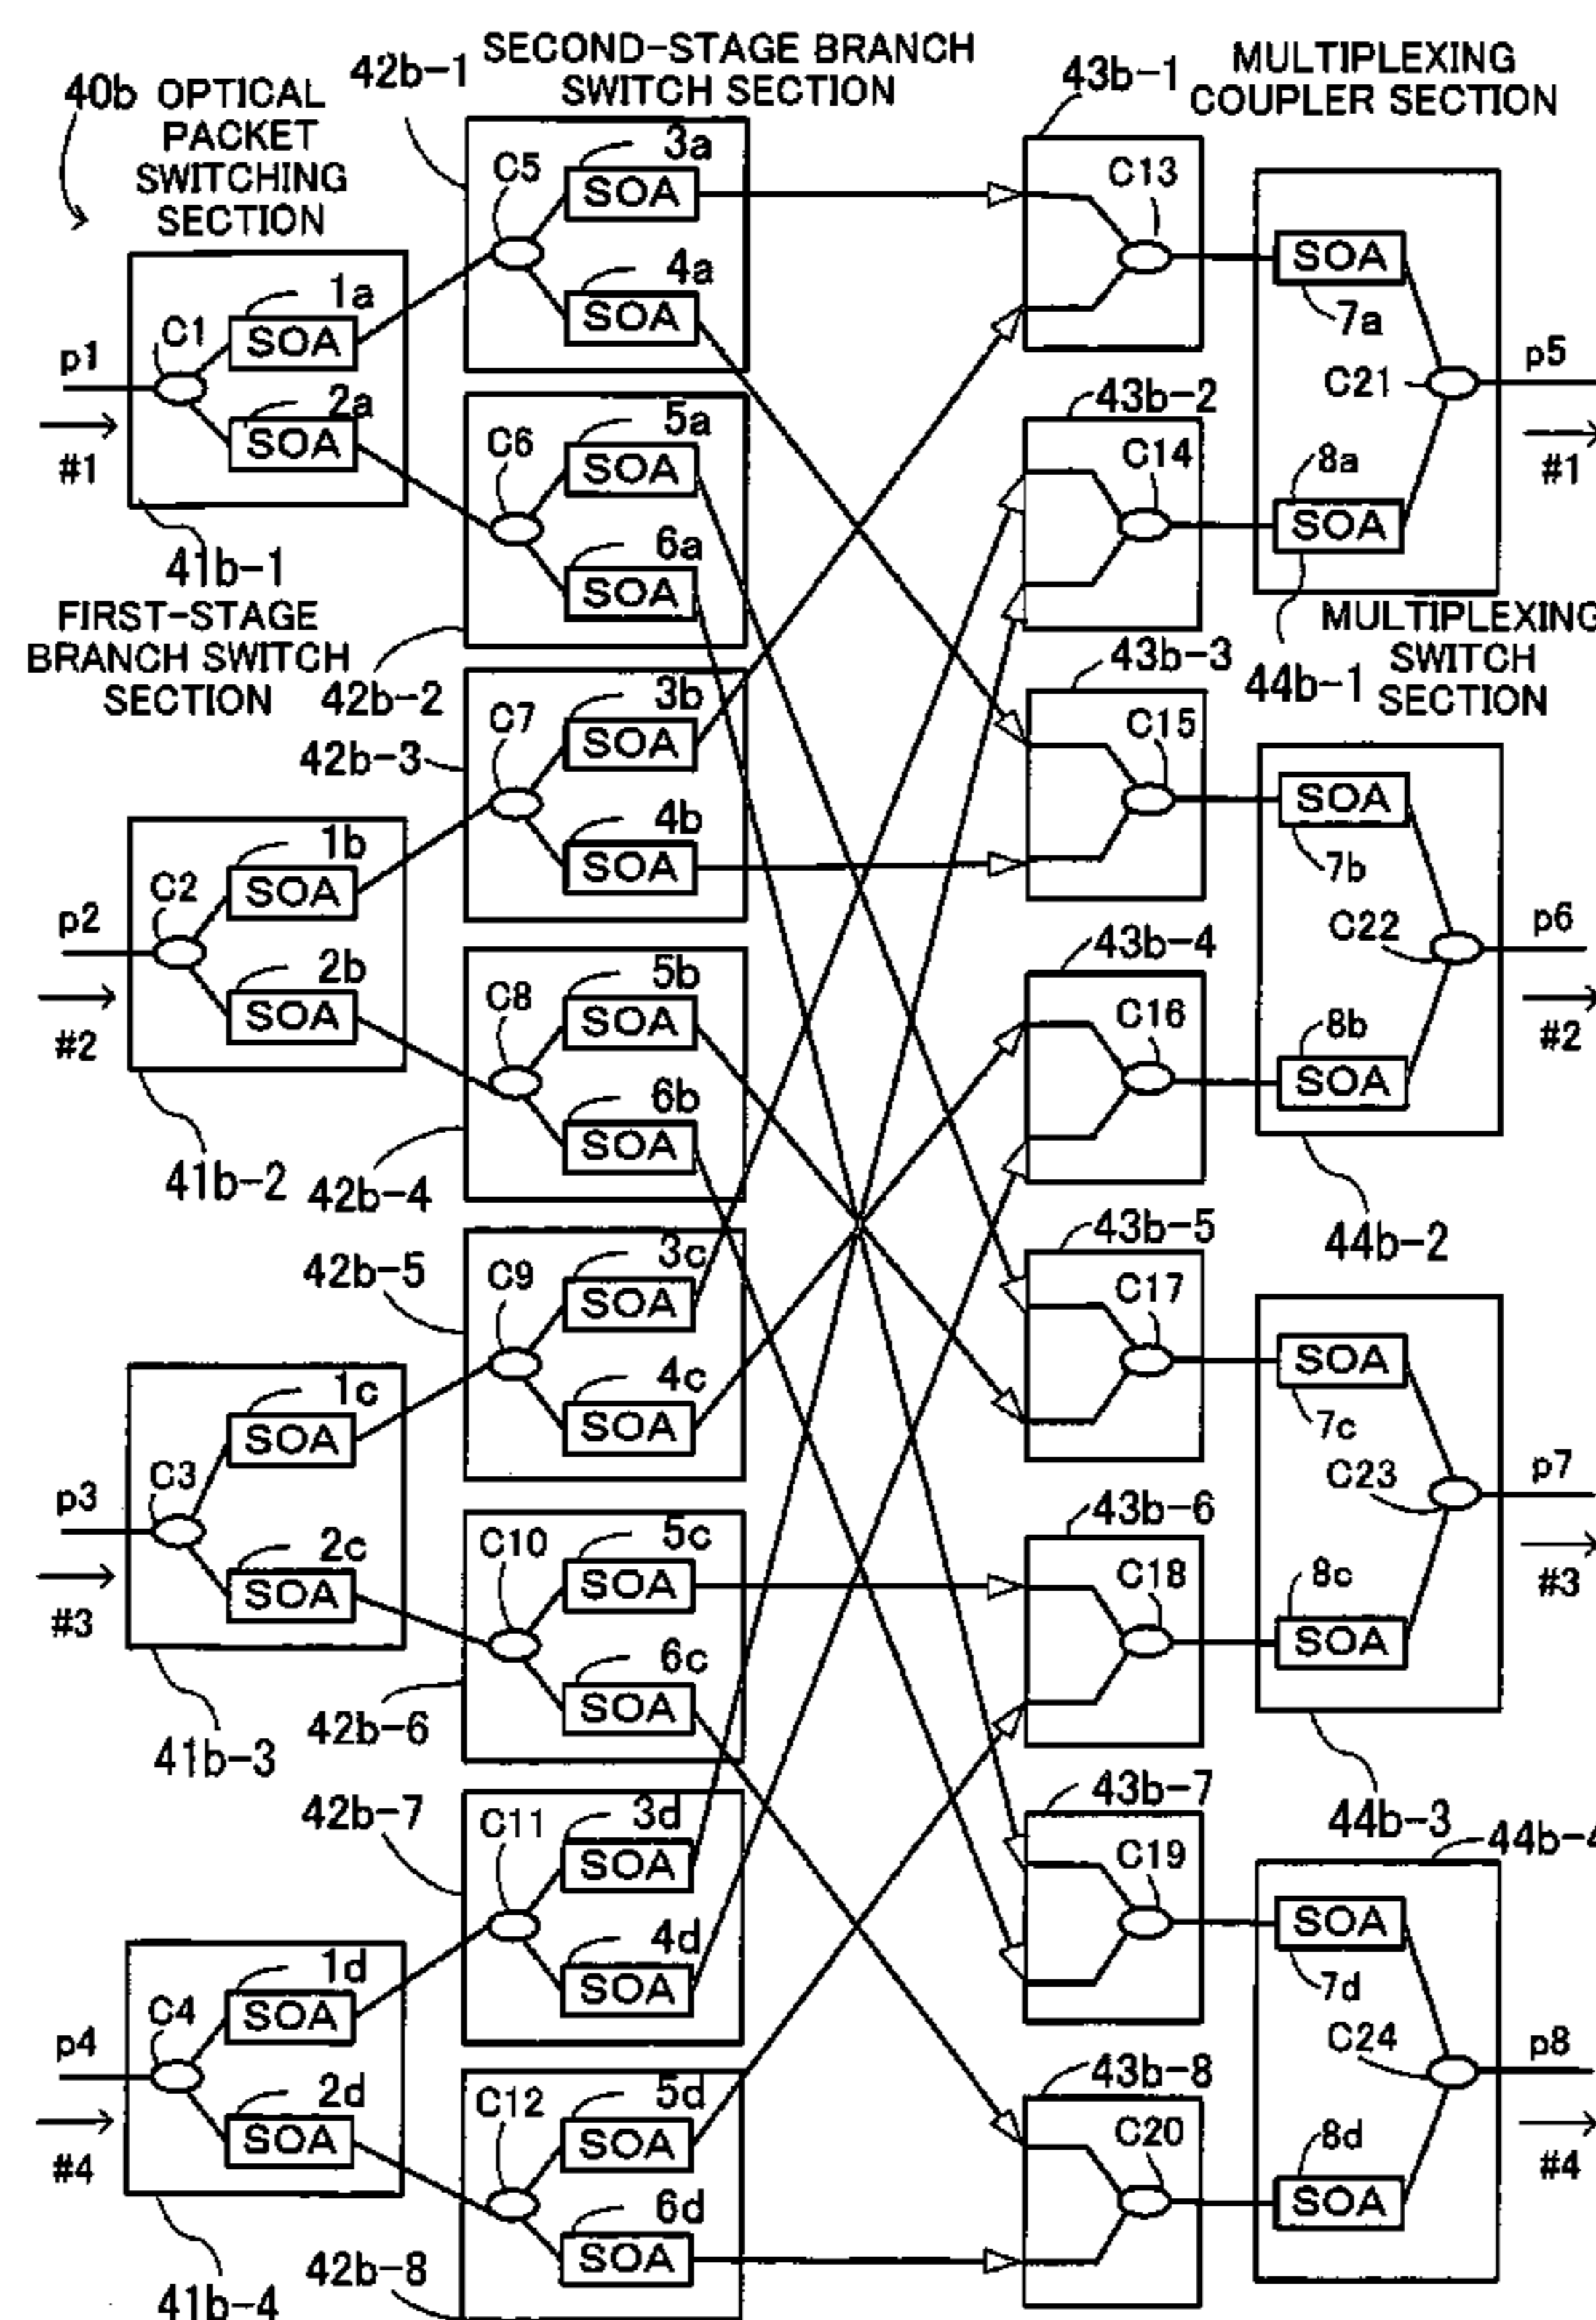 40b OPTICAL
PACKET
SWITCHING
SECTION
42b-1
SECOND-STAGE BRANCH
SWITCH SECTION
43b-1
MULTIPLEXING
COUPLER SECTION
p1
#1
C1
1a
SOA
2a
SOA
41b-1
FIRST-STAGE
BRANCH SWITCH
SECTION
C5
3a
SOA
4a
SOA
C6
5a
SOA
6a
SOA
42b-2
C13
43b-2
C14
SOA
7a
C21
8a
SOA
p5
#1
44b-1
MULTIPLEXING
SWITCH
SECTION
p2
#2
C2
1b
SOA
2b
SOA
41b-2
42b-3
C7
3b
SOA
4b
SOA
C8
5b
SOA
6b
SOA
42b-4
43b-3
C15
43b-4
C16
SOA
7b
C22
8b
SOA
p6
#2
44b-2
p3
#3
C3
1c
SOA
2c
SOA
41b-3
42b-5
C9
3c
SOA
4c
SOA
C10
5c
SOA
6c
SOA
42b-6
43b-5
C17
43b-6
C18
SOA
7c
C23
8c
SOA
p7
#3
44b-3
p4
#4
C4
1d
SOA
2d
SOA
41b-4
42b-7
C11
3d
SOA
4d
SOA
C12
5d
SOA
6d
SOA
42b-8
43b-7
C19
43b-8
C20
44b-4
SOA
7d
C24
8d
SOA
p8
#4